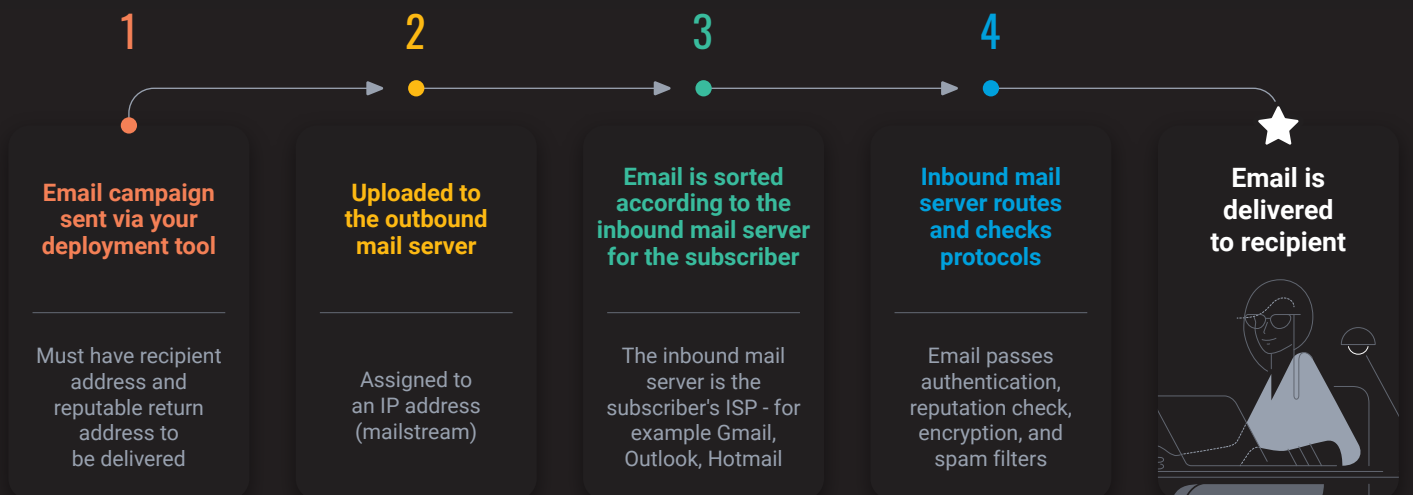 1
2
3
4
Email campaign
sent via your
deployment tool
Must have recipient
address and
reputable return
address to
be delivered
Uploaded to
the outbound
mail server
Assigned to
an IP address
(mailstream)
Email is sorted
according to the
inbound mail server
for the subscriber
The inbound mail
server is the
subscriber's ISP - for
example Gmail,
Outlook, Hotmail
Inbound mail
server routes
and checks
protocols
Email passes
authentication,
reputation check,
encryption, and
spam filters
Email is
delivered
to recipient